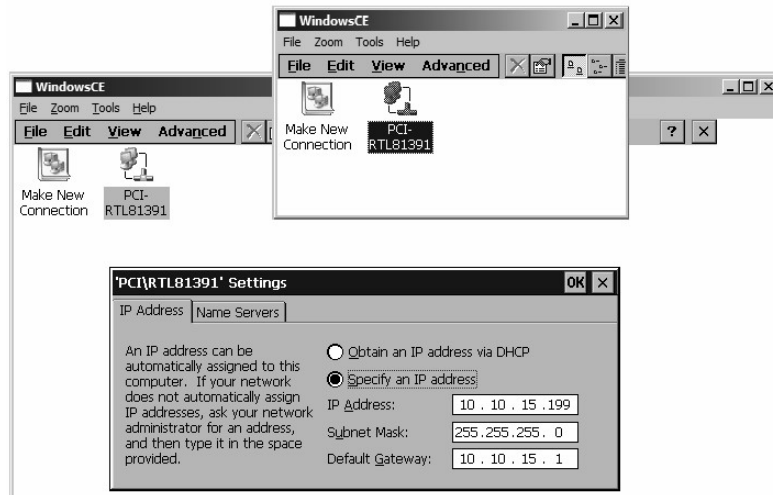 WindowsCE
File Zoom Tools Help
File Edit View Advanced
Make New
Connection
PCI-
RTL81391
WindowsCE
File Zoom Tools Help
File Edit View Advanced
? ×
Make New
Connection
PCI-
RTL81391
'PCI\RTL81391' Settings
OK ×
IP Address
Name Servers
An IP address can be
automatically assigned to this
computer. If your network
does not automatically assign
IP addresses, ask your network
administrator for an address,
and then type it in the space
provided.
Obtain an IP address via DHCP
Specify an IP address
IP Address: 10 . 10 . 15 .199
Subnet Mask: 255.255.255. 0
Default Gateway: 10 . 10 . 15 . 1